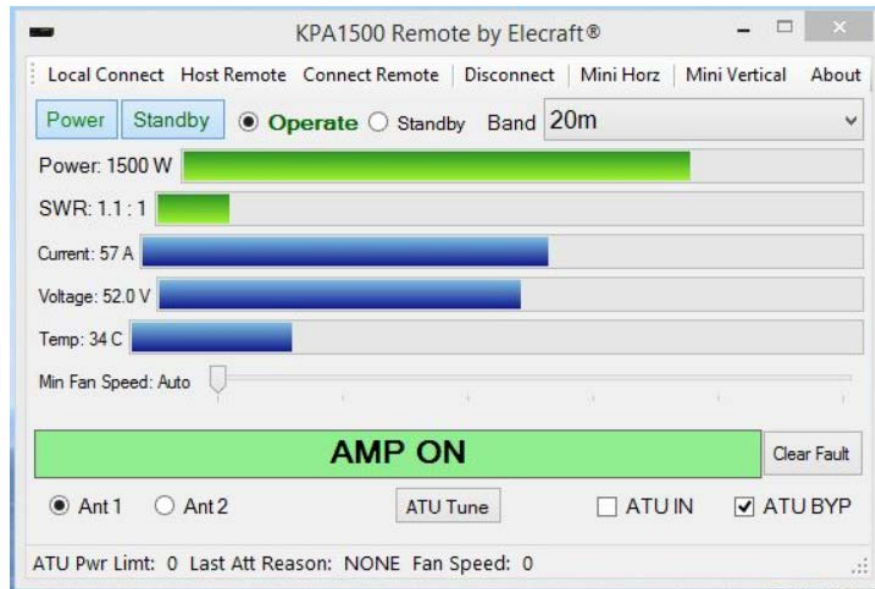 KPA1500 Remote by Elecraft®
Local Connect Host Remote Connect Remote Disconnect Mini Horz Mini Vertical About
Power Standby Operate Standby Band 20m
Power: 1500 W
SWR: 1.1 : 1
Current: 57 A
Voltage: 52.0 V
Temp: 34 C
Min Fan Speed: Auto
AMP ON Clear Fault
Ant 1 Ant 2 ATU Tune ATU IN ATU BYP
ATU Pwr Limt: 0 Last Att Reason: NONE Fan Speed: 0